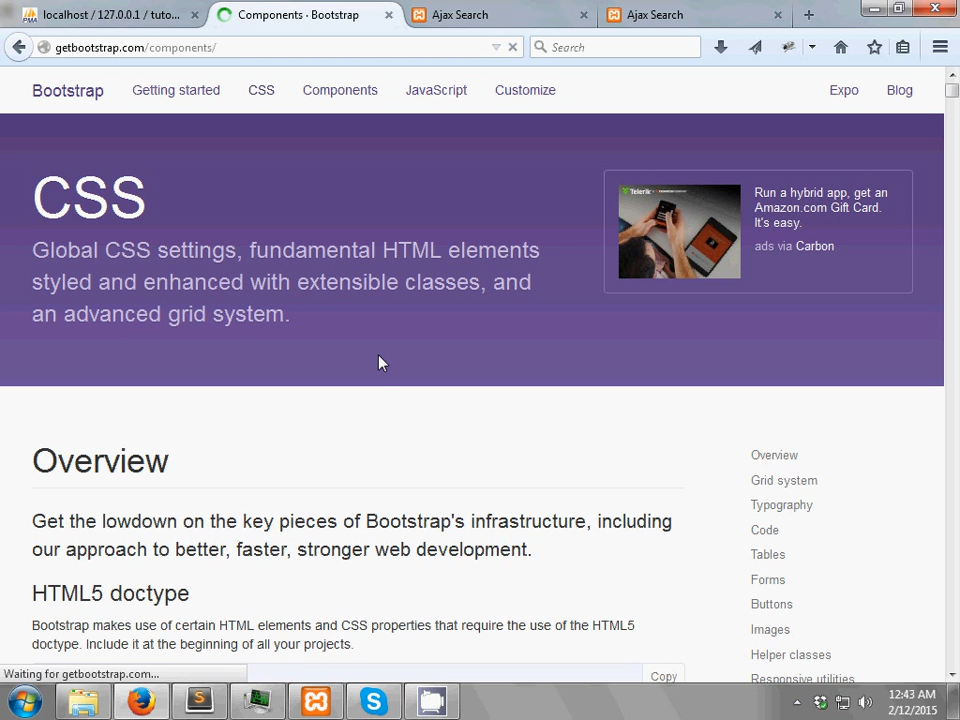 localhost / 127.0.0.1 / tuto...
Components · Bootstrap
Ajax Search
Ajax Search
getbootstrap.com/components/
Search
Bootstrap
Getting started
CSS
Components
JavaScript
Customize
Expo
Blog
CSS
Global CSS settings, fundamental HTML elements
styled and enhanced with extensible classes, and
an advanced grid system.
Telerik
Run a hybrid app, get an
Amazon.com Gift Card.
It's easy.
ads via Carbon
Overview
Get the lowdown on the key pieces of Bootstrap's infrastructure, including
our approach to better, faster, stronger web development.
HTML5 doctype
Bootstrap makes use of certain HTML elements and CSS properties that require the use of the HTML5
doctype. Include it at the beginning of all your projects.
Copy
Overview
Grid system
Typography
Code
Tables
Forms
Buttons
Images
Helper classes
Responsive utilities
Waiting for getbootstrap.com...
12:43 AM
2/12/2015